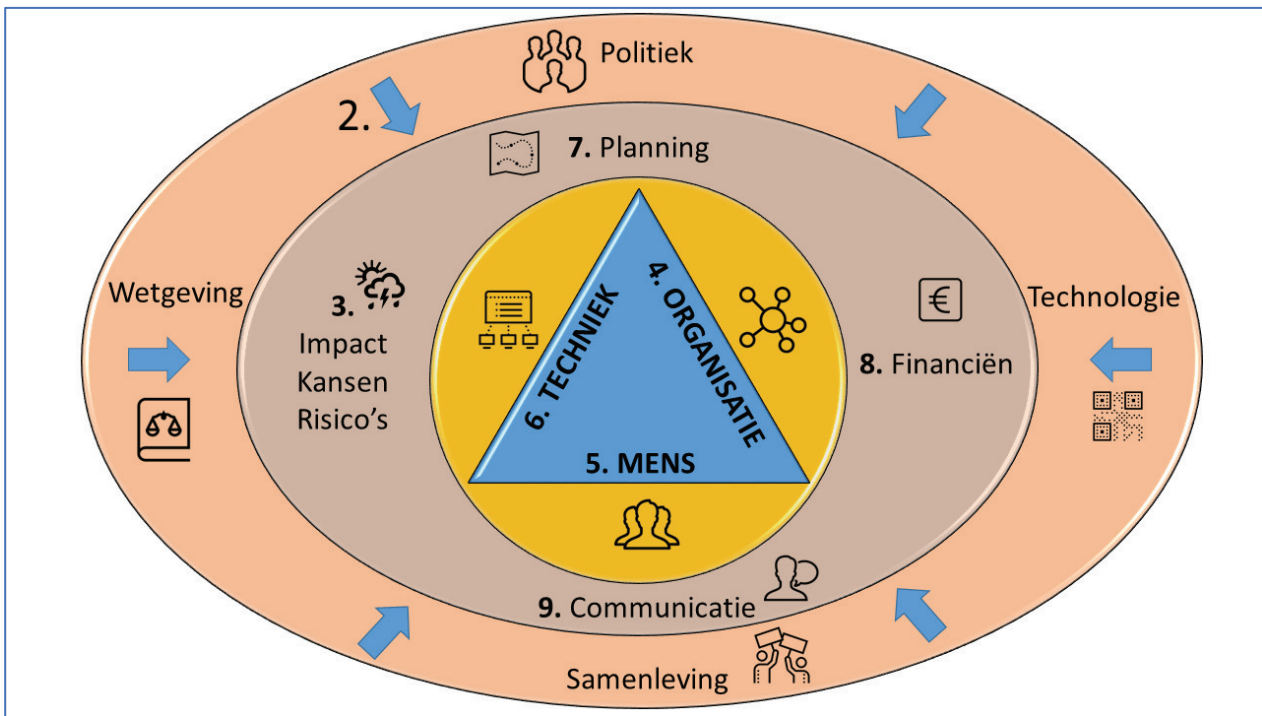 Politiek
2.
7. Planning
Wetgeving
3.
Impact
Kansen
Risico's
6. TECHNIEK
4. ORGANISATIE
5. MENS
€
8. Financiën
Technologie
9. Communicatie
Samenleving